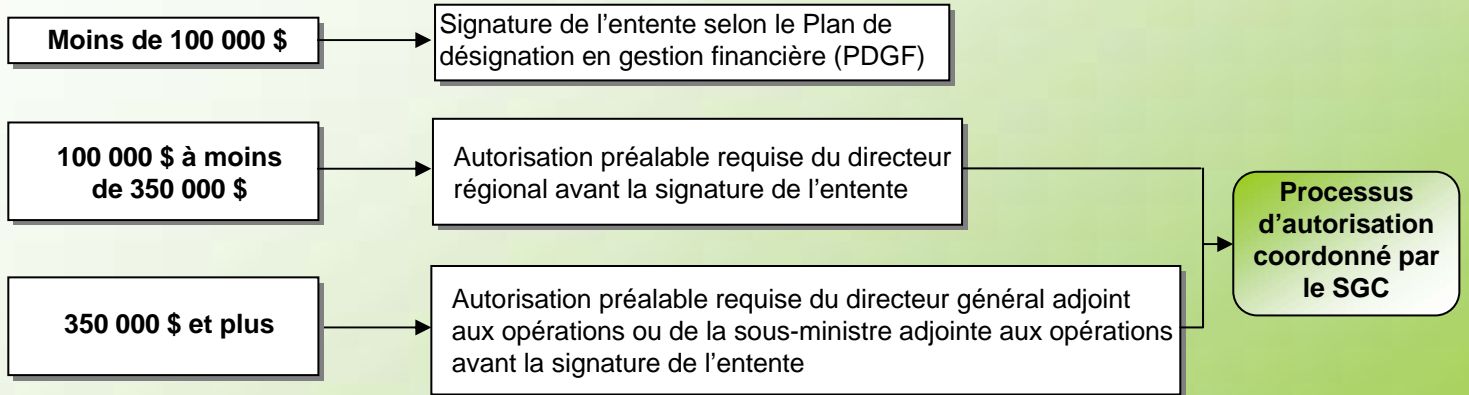 Moins de 100 000 $
Signature de l'entente selon le Plan de
désignation en gestion financière (PDGF)
100 000 $ à moins
de 350 000 $
Autorisation préalable requise du directeur
régional avant la signature de l'entente
350 000 $ et plus
Autorisation préalable requise du directeur général adjoint
aux opérations ou de la sous-ministre adjointe aux opérations
avant la signature de l'entente
Processus
d'autorisation
coordonné par
le SGC